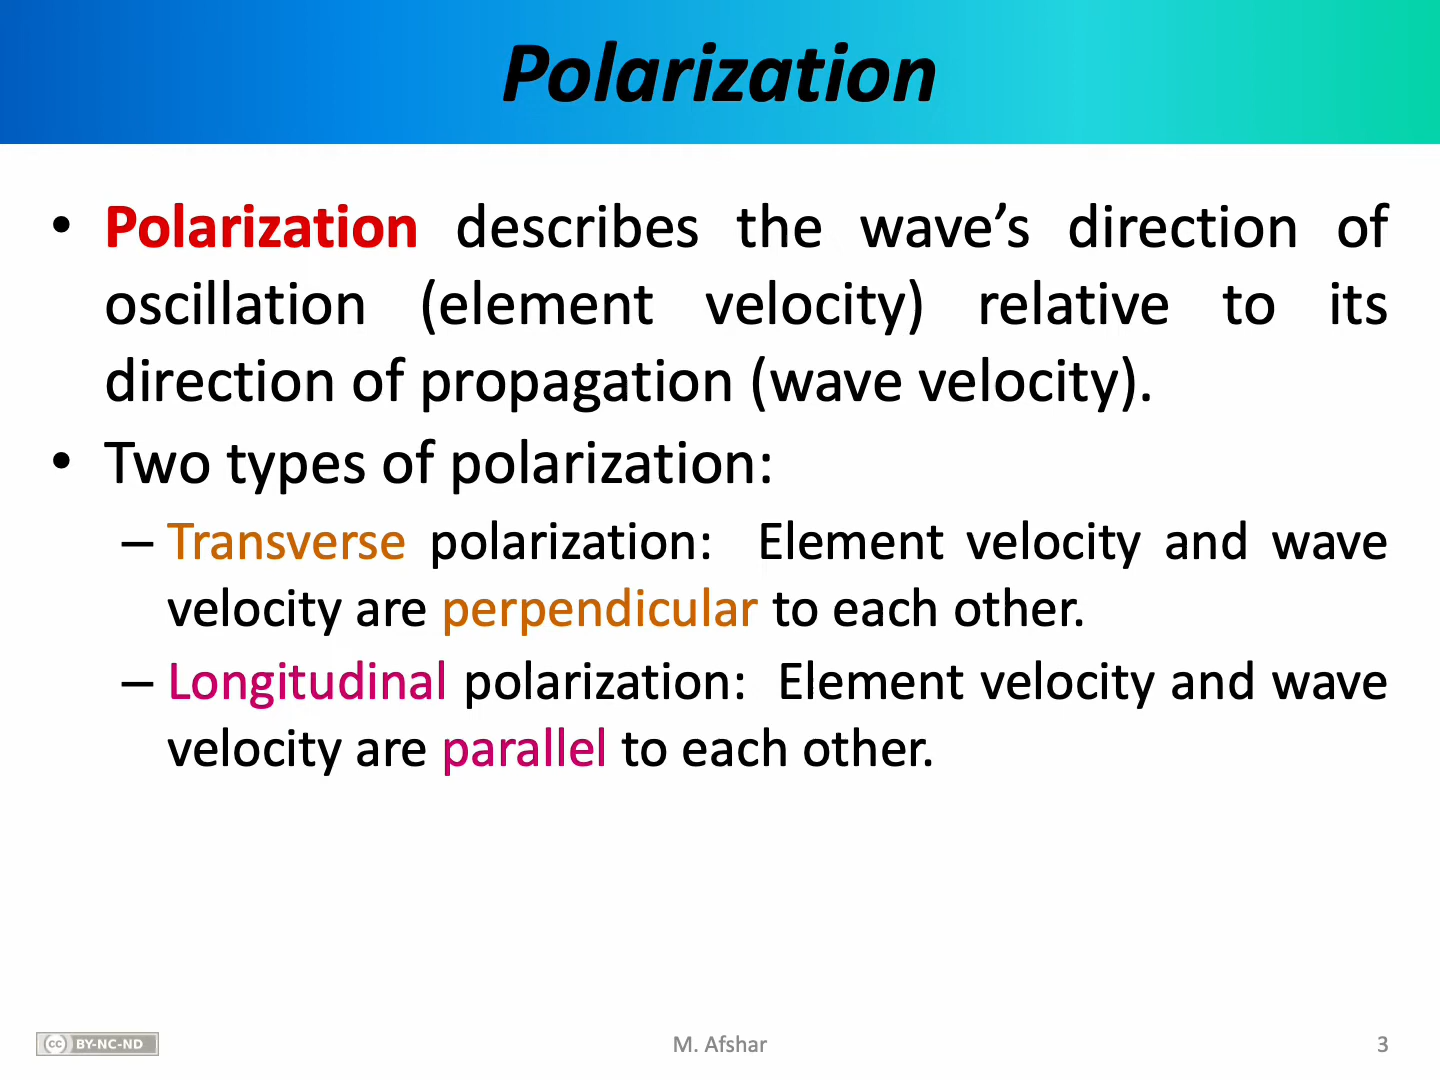 Polarization
• Polarization describes the wave’s direction of
oscillation (element velocity) relative to its
direction of propagation (wave velocity).
• Two types of polarization:
– Transverse polarization: Element velocity and wave
velocity are perpendicular to each other.
– Longitudinal polarization: Element velocity and wave
velocity are parallel to each other.
cc BY-NC-ND
M. Afshar
3